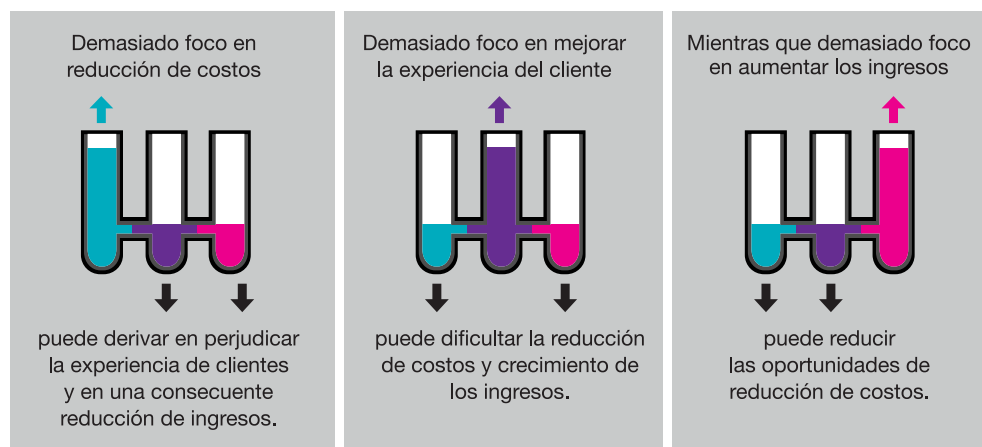 Demasiado foco en
reducción de costos
puede derivar en perjudicar
la experiencia de clientes
y en una consecuente
reducción de ingresos.
Demasiado foco en mejorar
la experiencia del cliente
puede dificultar la reducción
de costos y crecimiento de
los ingresos.
Mientras que demasiado foco
en aumentar los ingresos
puede reducir
las oportunidades de
reducción de costos.